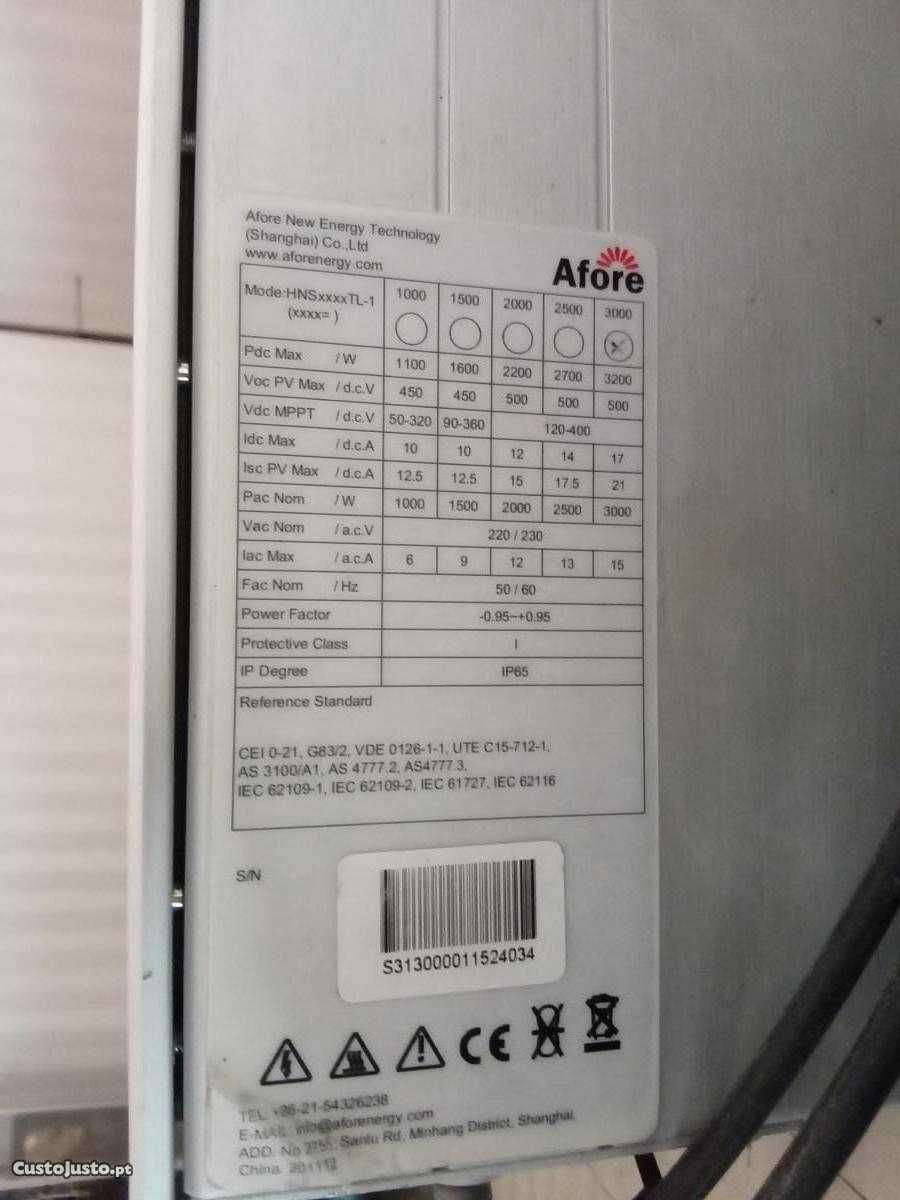 Afore New Energy Technology
(Shanghai) Co.,Ltd
www.aforenergy.com
Afore
Mode:HNSxxxxTL-1 (xxxx= ) 1000 1500 2000 2500 3000
Pdc Max /W 1100 1600 2200 2700 3200
Voc PV Max /d.c.V 450 450 500 500 500
Vdc MPPT /d.c.V 50-320 90-360 120-400
Idc Max /d.c.A 10 10 12 14 17
Isc PV Max /d.c.A 12.5 12.5 15 17.5 21
Pac Nom /W 1000 1500 2000 2500 3000
Vac Nom /a.c.V 220 / 230
Iac Max /a.c.A 6 9 12 13 15
Fac Nom /Hz 50 / 60
Power Factor -0.95~+0.95
Protective Class I
IP Degree IP65
Reference Standard
CEI 0-21, G83/2, VDE 0126-1-1, UTE C15-712-1,
AS 3100/A1, AS 4777.2, AS4777.3,
IEC 62109-1, IEC 62109-2, IEC 61727, IEC 62116
S/N
S313000011524034
CE
TEL: +86-21-54326238
E-MAIL: info@aforenergy.com
ADD: No 2755, Sanlu Rd, Minhang District, Shanghai,
China. 201112
CustoJusto.pt